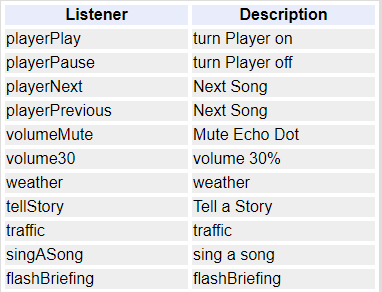 Listener Description
playerPlay turn Player on
playerPause turn Player off
playerNext Next Song
playerPrevious Next Song
volumeMute Mute Echo Dot
volume30 volume 30%
weather weather
tellStory Tell a Story
traffic traffic
singASong sing a song
flashBriefing flashBriefing